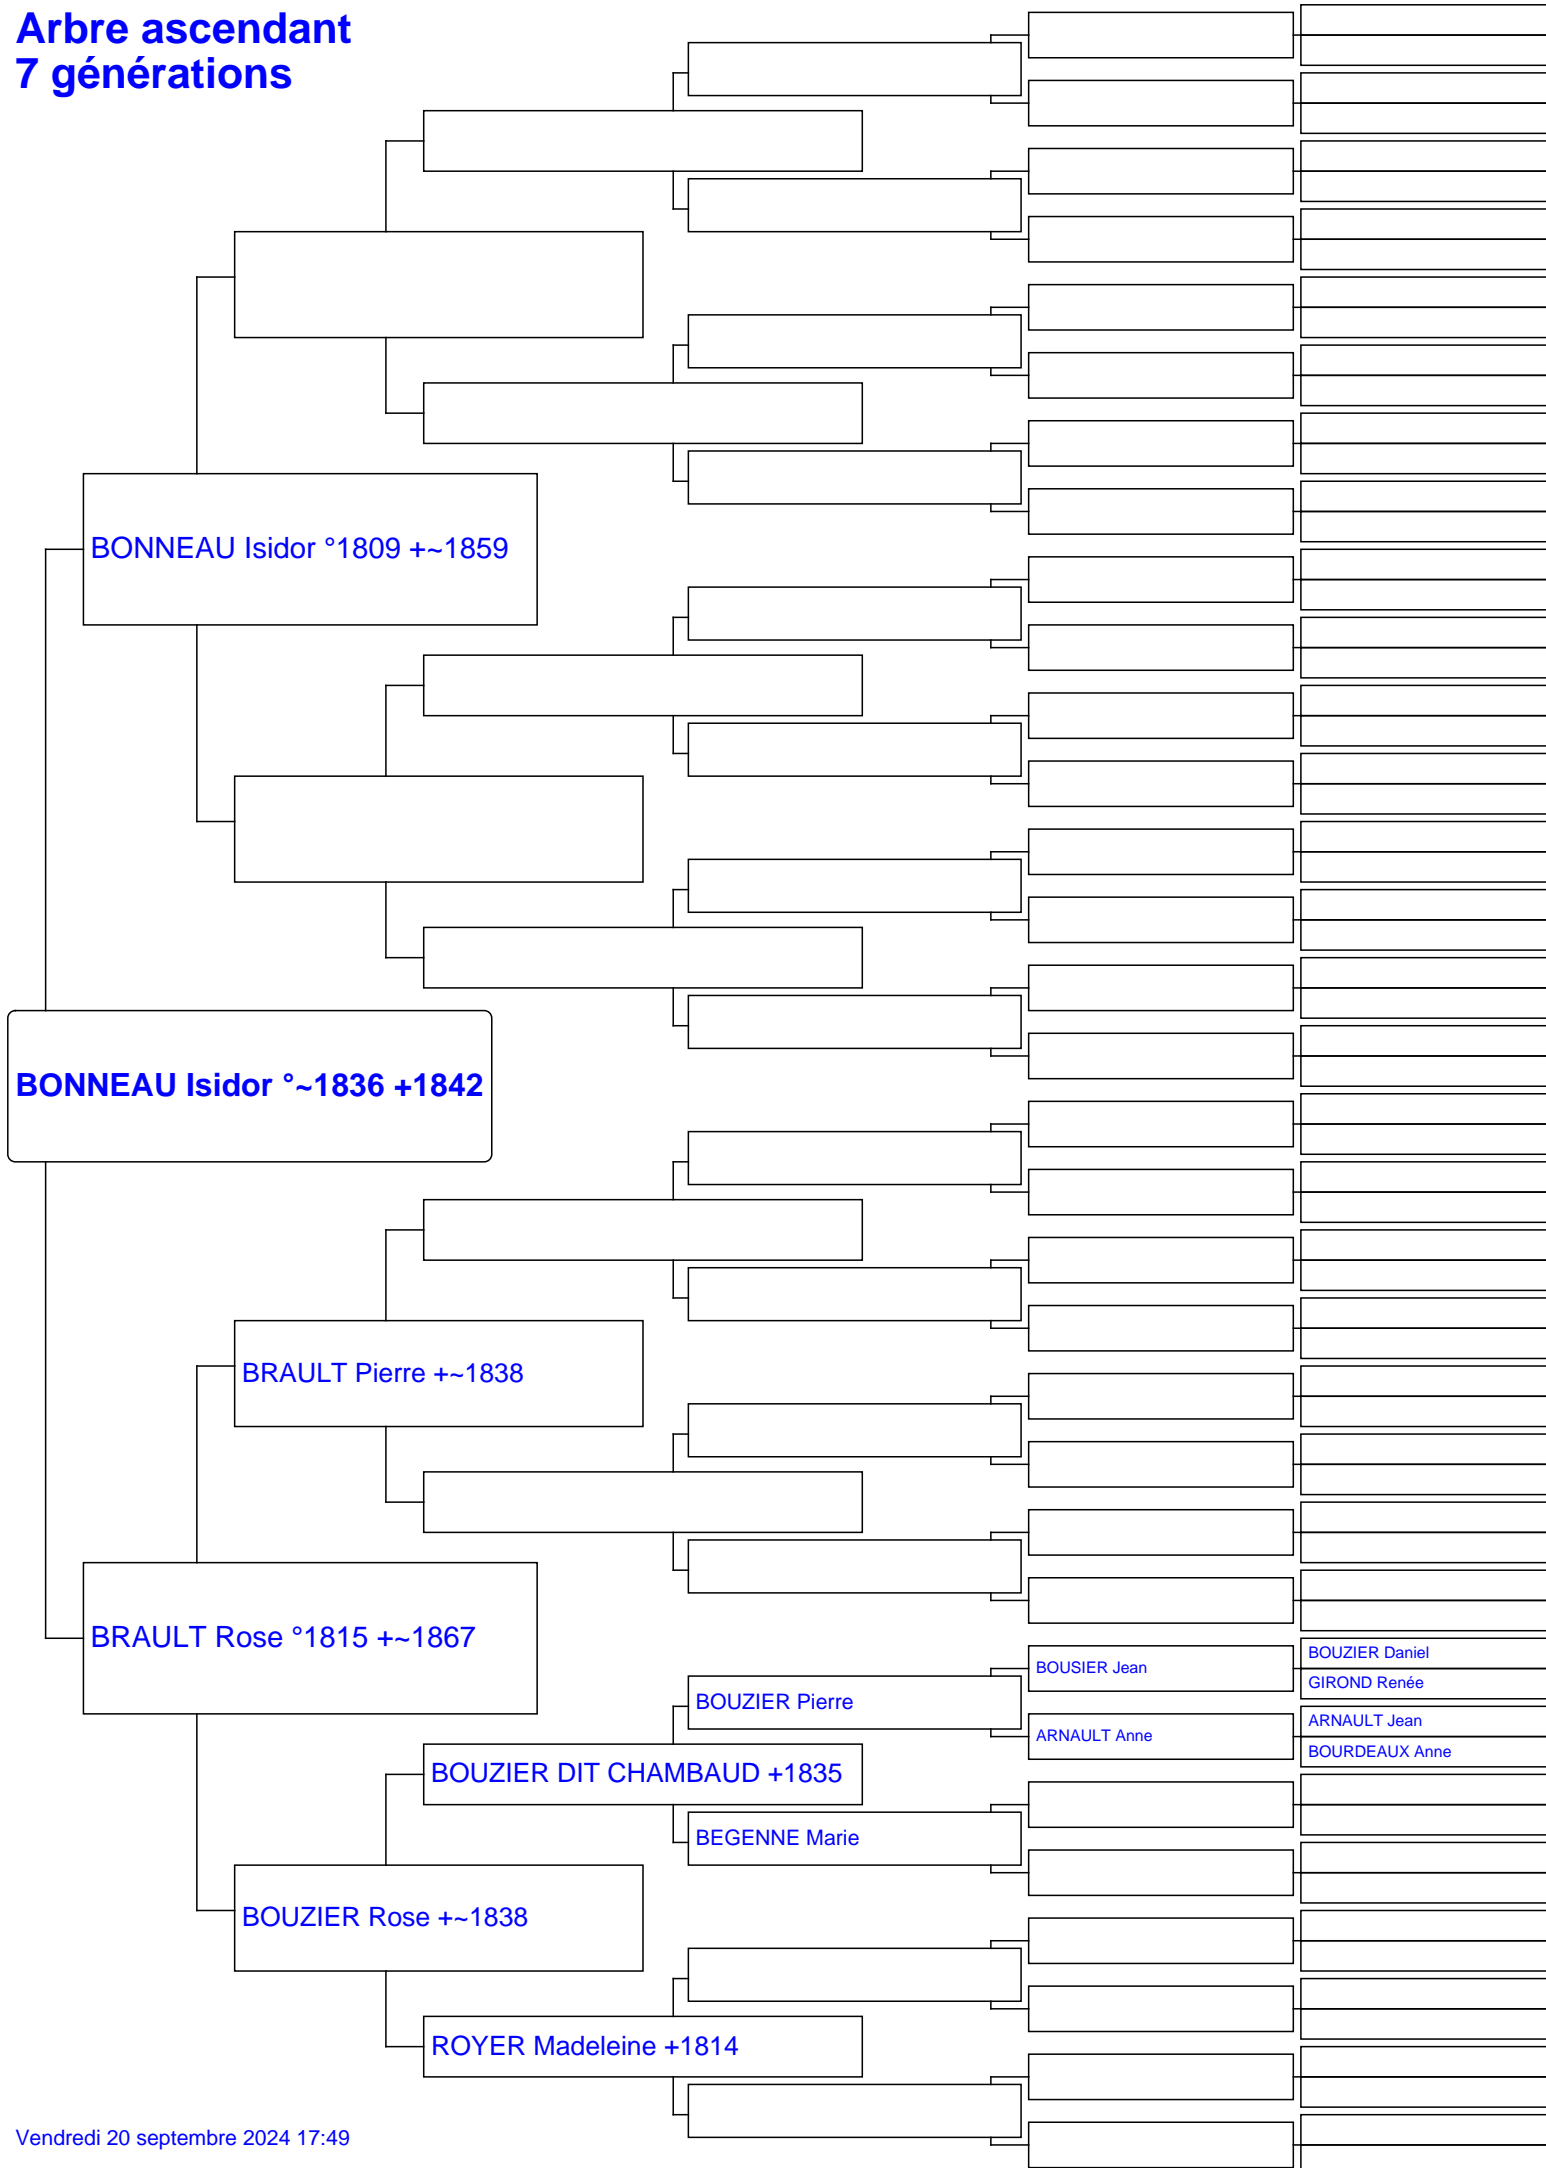 Arbre ascendant
7 générations
BONNEAU Isidor °1809 +~1859
BONNEAU Isidor °~1836 +1842
BRAULT Pierre +~1838
BRAULT Rose °1815 +~1867
BOUZIER Daniel
BOUSIER Jean
GIROND Renée
BOUZIER Pierre
ARNAULT Jean
ARNAULT Anne
BOURDEAUX Anne
BOUZIER DIT CHAMBAUD +1835
BEGENNE Marie
BOUZIER Rose +~1838
ROYER Madeleine +1814
Vendredi 20 septembre 2024 17:49